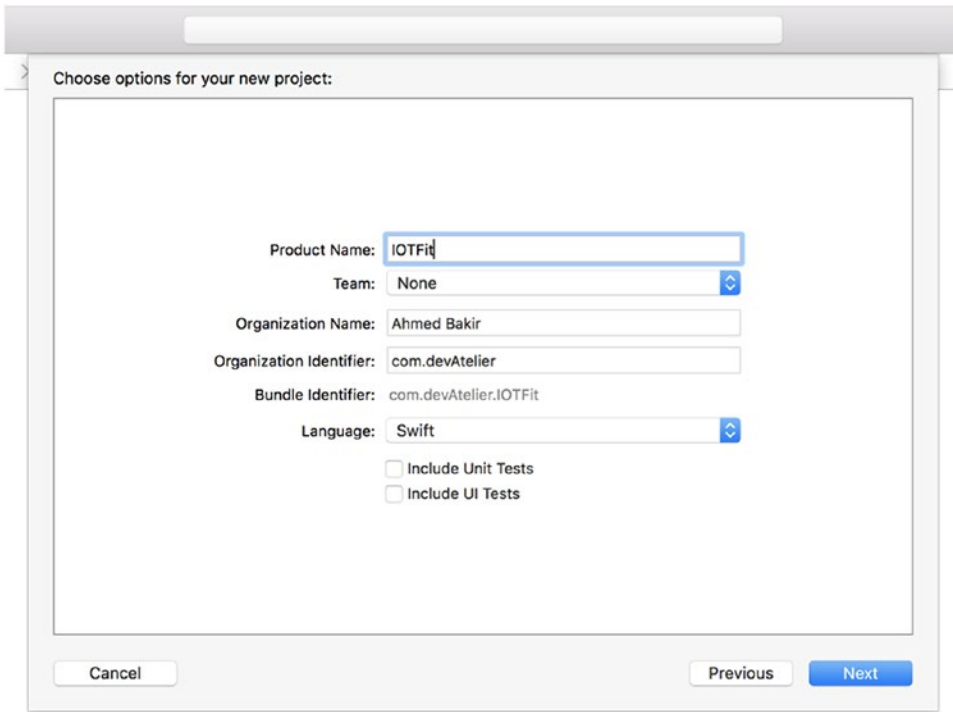 Choose options for your new project:
Product Name: IOTFit
Team: None
Organization Name: Ahmed Bakir
Organization Identifier: com.devAtelier
Bundle Identifier: com.devAtelier.IOTFit
Language: Swift
Include Unit Tests
Include UI Tests
Cancel Previous Next